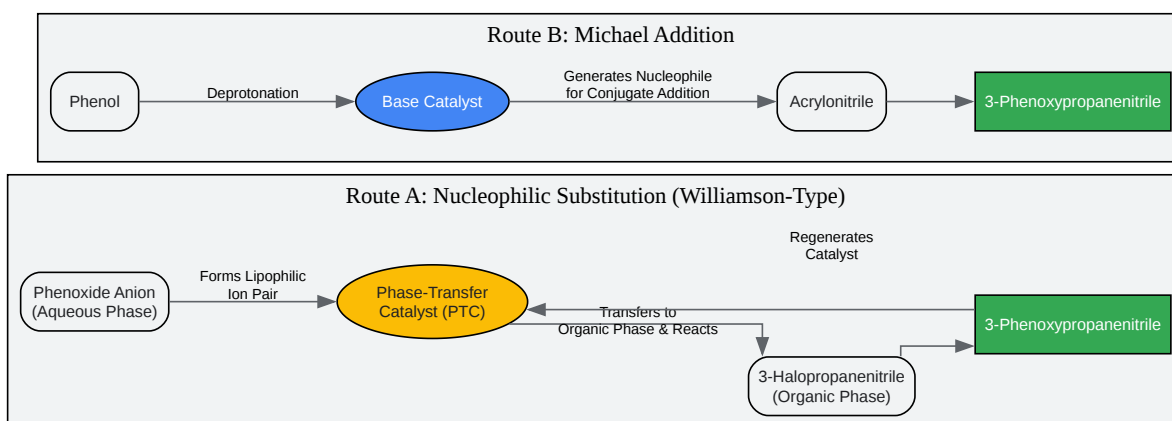 Route B: Michael Addition
Phenol
Deprotonation
Base Catalyst
Generates Nucleophile
for Conjugate Addition
Acrylonitrile
3-Phenoxypropanenitrile
Route A: Nucleophilic Substitution (Williamson-Type)
Regenerates
Catalyst
Phenoxide Anion
(Aqueous Phase)
Forms Lipophilic
Ion Pair
Phase-Transfer
Catalyst (PTC)
Transfers to
Organic Phase & Reacts
3-Phenoxypropanenitrile
3-Halopropanenitrile
(Organic Phase)